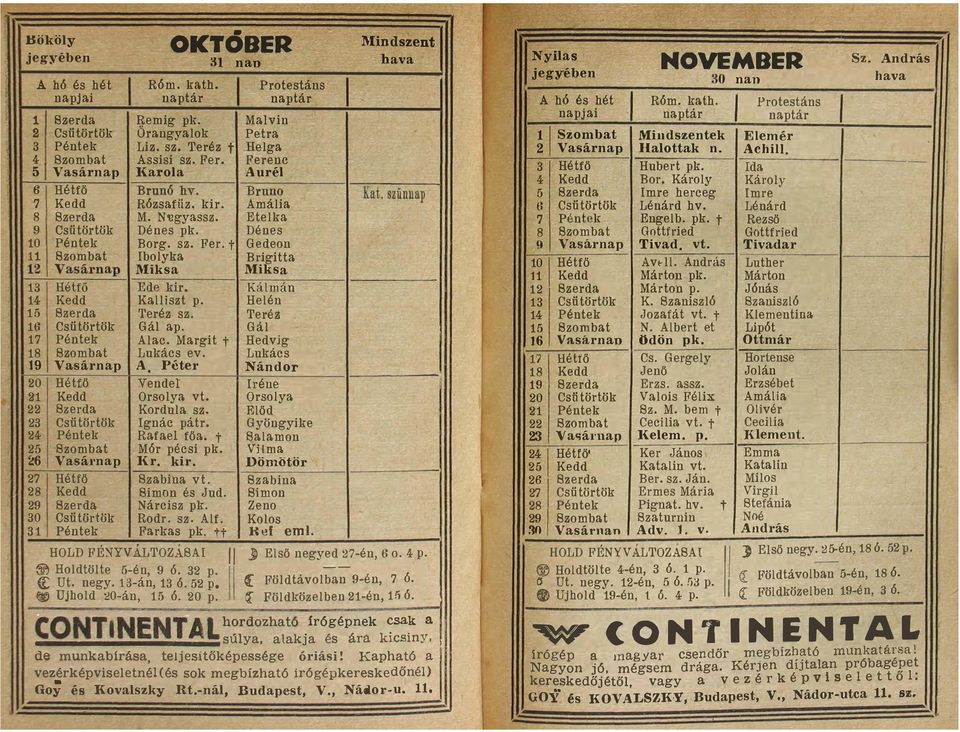 Bököly jegyében
OKTÓBER
31 nap
Mindszent hava
A hó és hét napjai | Róm. kath. naptár | Protestáns naptár
1 Szerda Remig pk. Malvin
2 Csütörtök Őrangyalok Petra
3 Péntek Liz. sz. Teréz † Helga
4 Szombat Assisi sz. Fer. Ferenc
5 Vasárnap Karola Aurél
6 Hétfő Brunó hv. Bruno Kat. szünnap
7 Kedd Rózsafüz. kir. Amália
8 Szerda M. Nagyassz. Etelka
9 Csütörtök Dénes pk. Dénes
10 Péntek Borg. sz. Fer. † Gedeon
11 Szombat Ibolyka Brigitta
12 Vasárnap Miksa Miksa
13 Hétfő Ede kir. Kálmán
14 Kedd Kalliszt p. Helén
15 Szerda Teréz sz. Teréz
16 Csütörtök Gál ap. Gál
17 Péntek Alac. Margit † Hedvig
18 Szombat Lukács ev. Lukács
19 Vasárnap A. Péter Nándor
20 Hétfő Vendel Iréne
21 Kedd Orsolya vt. Orsolya
22 Szerda Kordula sz. Előd
23 Csütörtök Ignác pátr. Gyöngyike
24 Péntek Rafael főa. † Salamon
25 Szombat Mór pécsi pk. Vilma
26 Vasárnap Kr. kir. Dömötör
27 Hétfő Szabina vt. Szabina
28 Kedd Simon és Jud. Simon
29 Szerda Nárcisz pk. Zeno
30 Csütörtök Rodr. sz. Alf. Kolos
31 Péntek Farkas pk. †† Ref eml.
HOLD FÉNYVÁLTOZÁSAI
Holdtölte 5-én, 9 ó. 32 p.
Ut. negy. 13-án, 13 ó. 52 p.
Ujhold 20-án, 15 ó. 20 p.
Első negyed 27-én, 6 o. 4 p.
Földtávolban 9-én, 7 ó.
Földközelben 21-én, 15 ó.
CONTINENTAL hordozható írógépnek csak a
súlya, alakja és ára kicsiny,
de munkabírása, teljesítőképessége óriási! Kapható a
vezérképviseletnél (és sok megbízható írógépkereskedőnél)
Goy és Kovalszky Rt.-nál, Budapest, V., Nádor-u. 11.
Nyilas jegyében
NOVEMBER
30 nap
Sz. András hava
A hó és hét napjai | Róm. kath. naptár | Protestáns naptár
1 Szombat Mindszentek Elemér
2 Vasárnap Halottak n. Achill.
3 Hétfő Hubert pk. Ida
4 Kedd Bor. Károly Károly
5 Szerda Imre herceg Imre
6 Csütörtök Lénárd hv. Lénárd
7 Péntek Engelb. pk. † Rezső
8 Szombat Gottfried Gottfried
9 Vasárnap Tivad. vt. Tivadar
10 Hétfő Avell. András Luther
11 Kedd Márton pk. Márton
12 Szerda Márton p. Jónás
13 Csütörtök K. Szaniszló Szaniszló
14 Péntek Jozafát vt. † Klementina
15 Szombat N. Albert et Lipót
16 Vasárnap Ödön pk. Ottmár
17 Hétfő Cs. Gergely Hortense
18 Kedd Jenő Jolán
19 Szerda Erzs. assz. Erzsébet
20 Csütörtök Valois Félix Amália
21 Péntek Sz. M. bem † Olivér
22 Szerda Cecilia vt. † Cecilia
23 Vasárnap Kelem. p. Klement.
24 Hétfő Ker János Emma
25 Kedd Katalin vt. Katalin
26 Szerda Ber. sz. Ján. Milos
27 Csütörtök Ermes Mária Virgil
28 Péntek Pignat. hv. † Stefánia
29 Szombat Szaturnin Noé
30 Vasárnap Adv. 1. v. András
HOLD FÉNYVÁLTOZÁSAI
Holdtölte 4-én, 3 ó. 1 p.
Ut. negy. 12-én, 5 ó. 53 p.
Ujhold 19-én, 1 ó. 4 p.
Első negy. 25-én, 18 ó. 52 p.
Földtávolban 5-én, 18 ó.
Földközelben 19-én, 3 ó.
CONTINENTAL
írógép a magyar csendőr megbízható munkatársa!
Nagyon jó, mégsem drága. Kérjen díjtalan próbagépet
kereskedőjétől, vagy a vezérképviselettől:
GOY és KOVALSZKY, Budapest, V., Nádor-utca 11. sz.